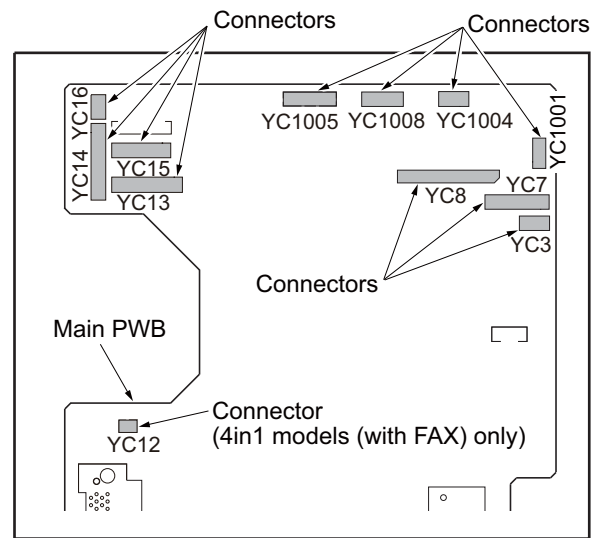 Connectors
Connectors
YC16
YC14
YC15
YC13
YC1005
YC1008
YC1004
YC1001
YC8
YC7
YC3
Connectors
Main PWB
Connector
(4in1 models (with FAX) only)
YC12